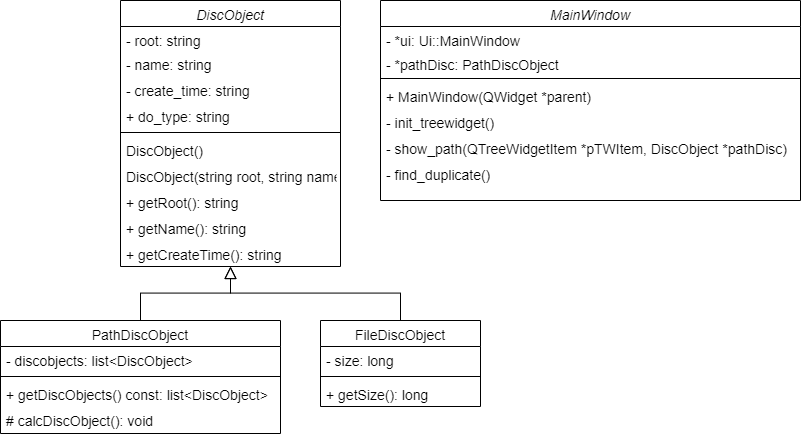 DiscObject
- root: string
- name: string
- create_time: string
+ do_type: string
DiscObject()
DiscObject(string root, string name
+ getRoot(): string
+ getName(): string
+ getCreateTime(): string
MainWindow
- *ui: Ui::MainWindow
- *pathDisc: PathDiscObject
+ MainWindow(QWidget *parent)
- init_treewidget()
- show_path(QTreeWidgetItem *pTWItem, DiscObject *pathDisc)
- find_duplicate()
PathDiscObject
- discobjects: list<DiscObject>
+ getDiscObjects() const: list<DiscObject>
# calcDiscObject(): void
FileDiscObject
- size: long
+ getSize(): long